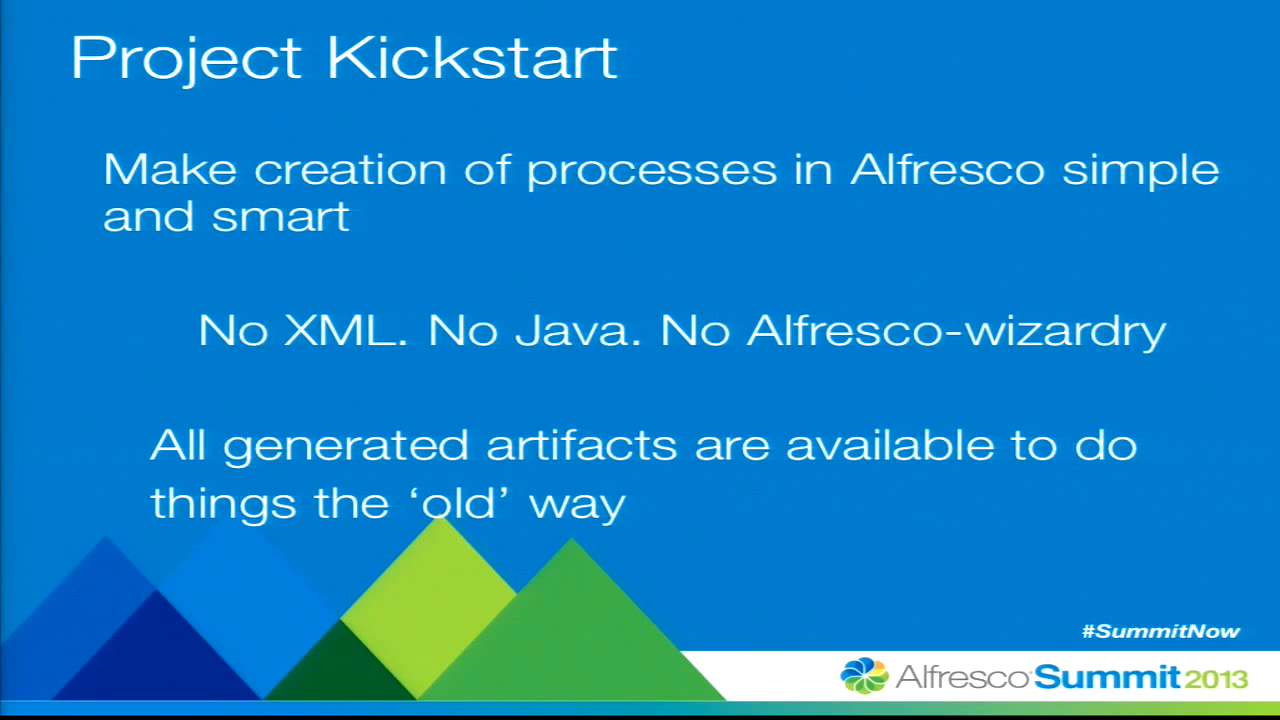 Project Kickstart
Make creation of processes in Alfresco simple
and smart
No XML. No Java. No Alfresco-wizardry
All generated artifacts are available to do
things the ‘old’ way
#SummitNow
Alfresco Summit 2013